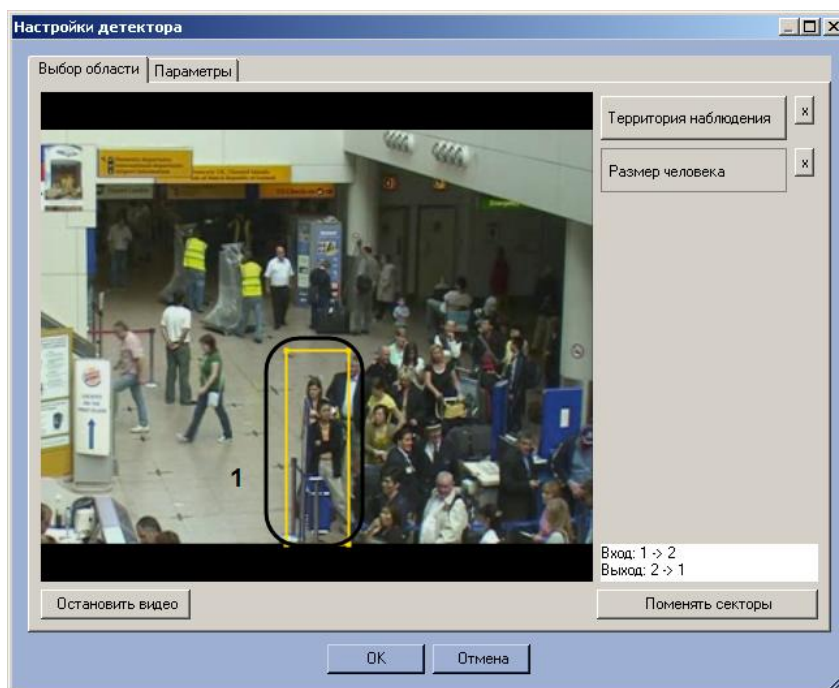 Настройки детектора
Выбор области
Параметры
Территория наблюдения
x
Размер человека
x
1
Вход: 1 -> 2
Выход: 2 -> 1
Остановить видео
Поменять секторы
OK
Отмена